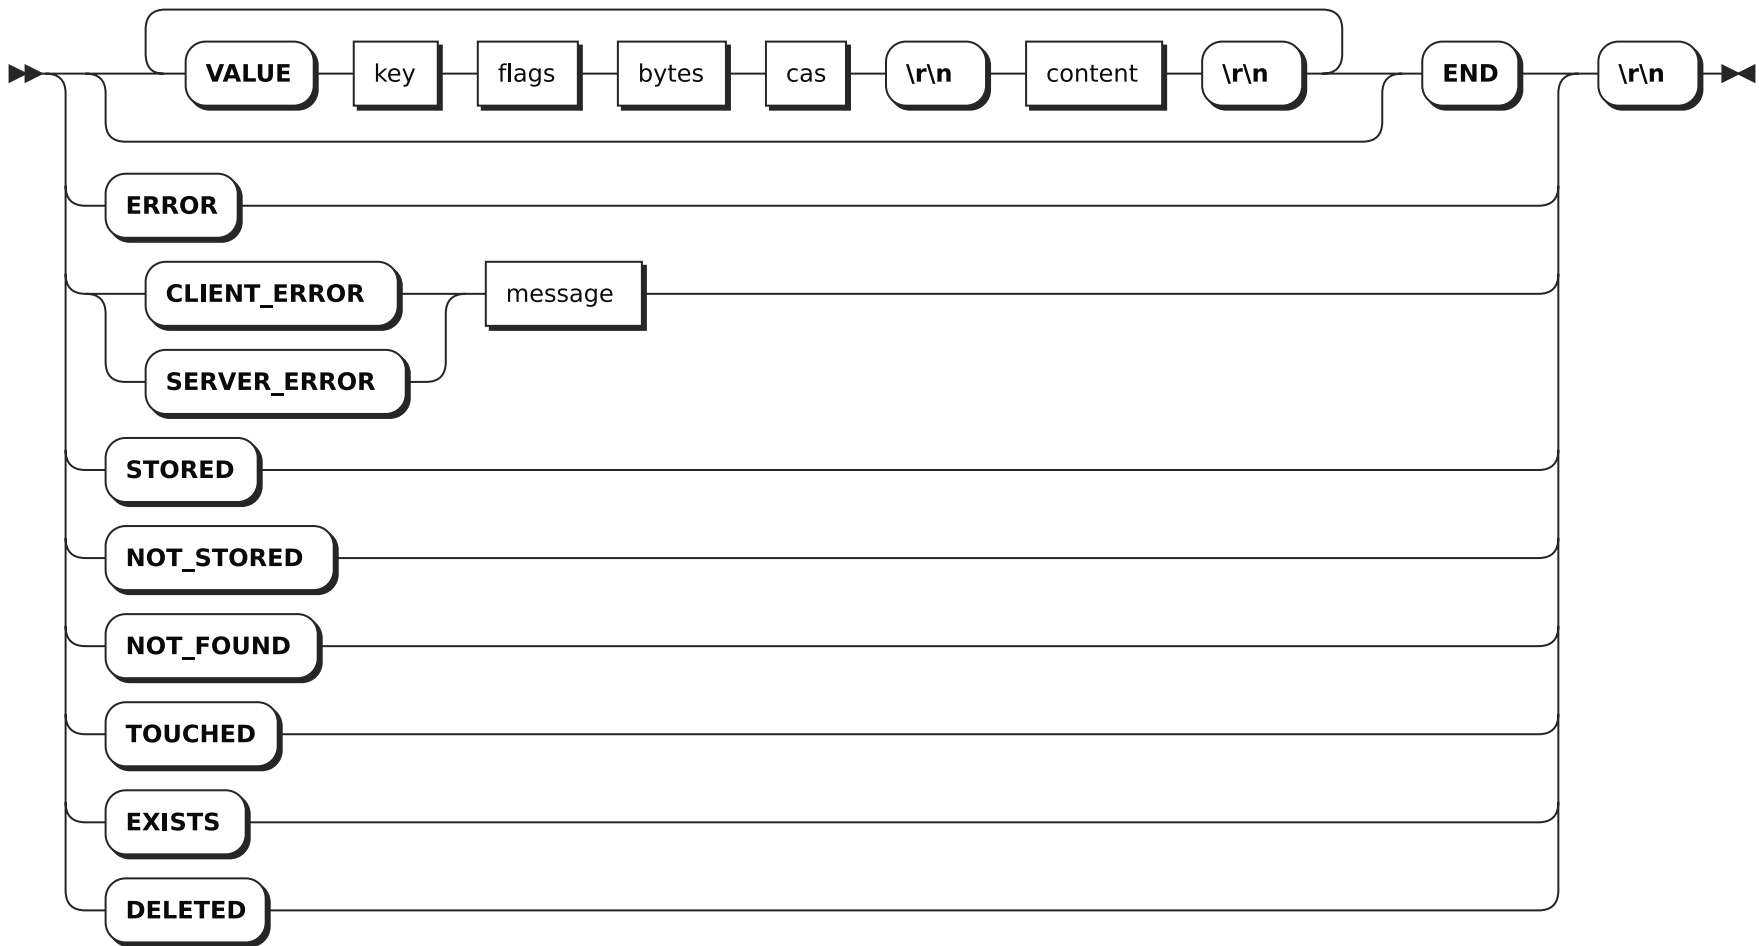 VALUE key flags bytes cas \r\n content \r\n END \r\n
ERROR
CLIENT_ERROR message
SERVER_ERROR
STORED
NOT_STORED
NOT_FOUND
TOUCHED
EXISTS
DELETED